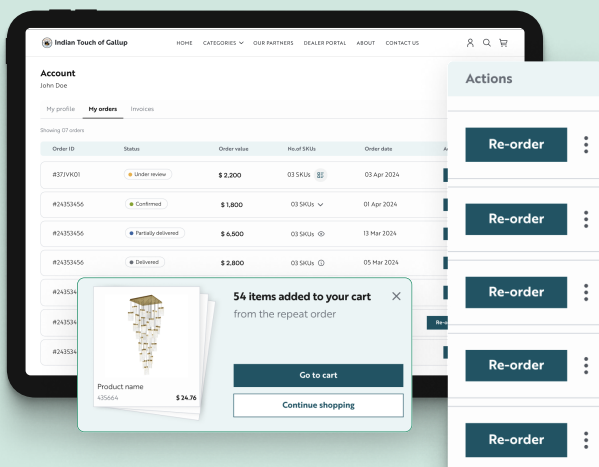 Indian Touch of Gallup HOME CATEGORIES OUR PARTNERS DEALER PORTAL ABOUT CONTACT US
Account
John Doe
My profile My orders Invoices
Showing 07 orders
Order ID Status Order value No.of SKUs Order date
#37JVK01 Under review $ 2,200 03 SKUs 03 Apr 2024
#24353456 Confirmed $ 1,800 03 SKUs 01 Apr 2024
#24353456 Partially delivered $ 6,500 03 SKUs 13 Mar 2024
#24353456 Delivered $ 2,800 03 SKUs 05 Mar 2024
#243534
#243534
#243534
54 items added to your cart
from the repeat order
Product name
435664 $ 24.76
Go to cart
Continue shopping
Actions
Re-order
Re-order
Re-order
Re-order
Re-order